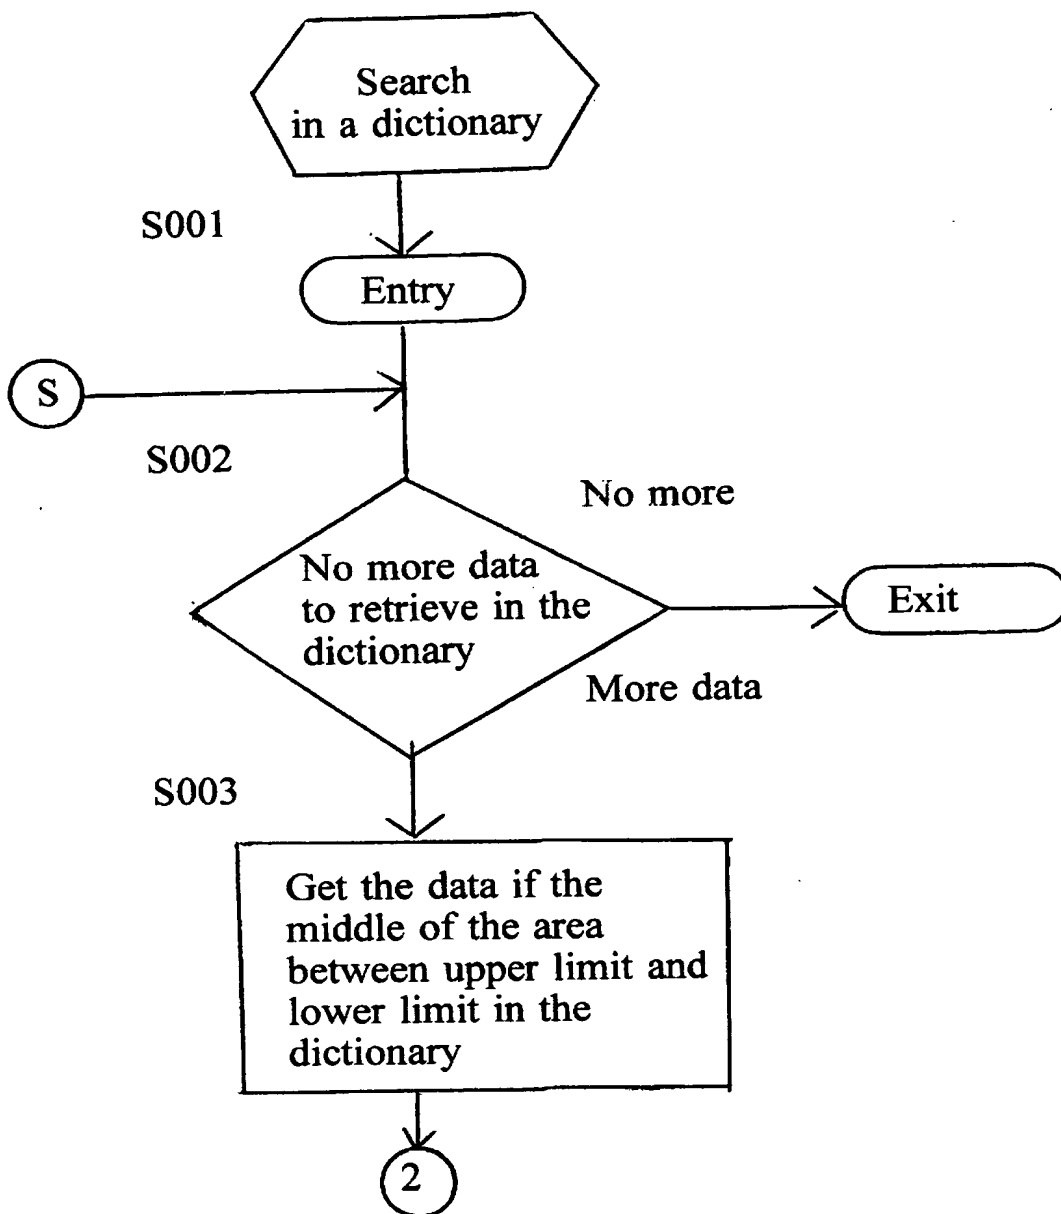 Search
in a dictionary
S001
Entry
S
S002
No more
No more data
to retrieve in the
dictionary
Exit
More data
S003
Get the data if the
middle of the area
between upper limit and
lower limit in the
dictionary
2